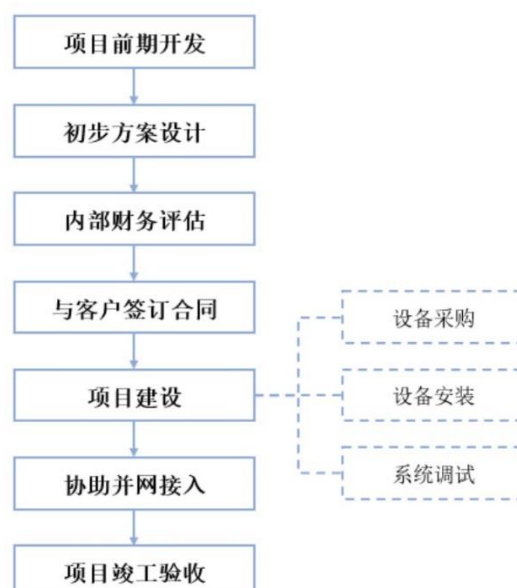 项目前期开发
初步方案设计
内部财务评估
与客户签订合同
项目建设
设备采购
设备安装
系统调试
协助并网接入
项目竣工验收